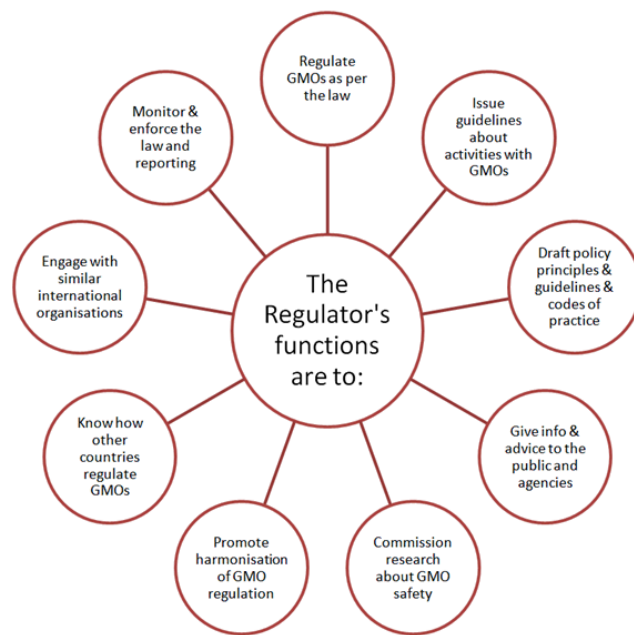 The
Regulator's
functions
are to:
Regulate
GMOs as per
the law
Issue
guidelines
about
activities with
GMOs
Draft policy
principles &
guidelines &
codes of
practice
Give info &
advice to the
public and
agencies
Commission
research
about GMO
safety
Promote
harmonisation
of GMO
regulation
Know how
other
countries
regulate
GMOs
Engage with
similar
international
organisations
Monitor &
enforce the
law and
reporting